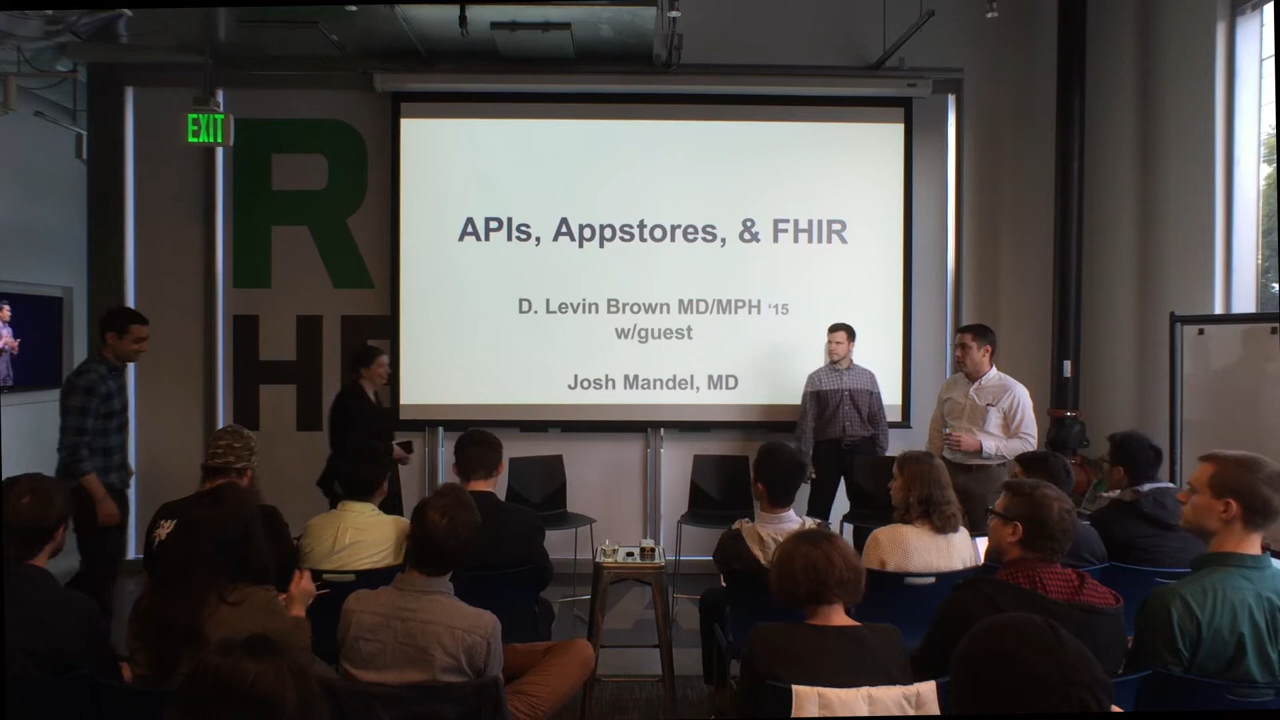 EXIT
R
APIs, Appstores, & FHIR
D. Levin Brown MD/MPH '15
w/guest
Josh Mandel, MD